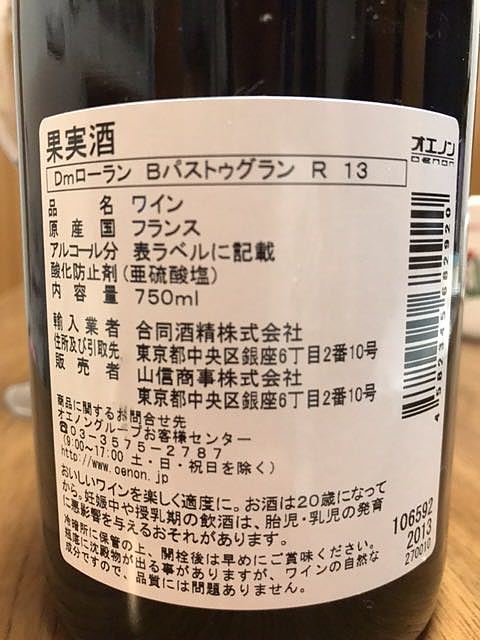 果実酒
オエノン
OENON
Dmローラン Bパストゥグラン R 13
品名 ワイン
原産国 フランス
アルコール分 表ラベルに記載
酸化防止剤(亜硫酸塩)
内容量 750ml
輸入業者 合同酒精株式会社
住所及び引取先 東京都中央区銀座6丁目2番10号
販売者 山信商事株式会社
東京都中央区銀座6丁目2番10号
商品に関するお問合せ先
オエノングループお客様センター
☎03-3575-2787
(9:00~17:00 土・日・祝日を除く)
http://www.oenon.jp
おいしいワインを楽しく適度に。お酒は20歳になって
から。妊娠中や授乳期の飲酒は、胎児・乳児の発育
に悪影響を与えるおそれがあります。
冷暗所に保管の上、開栓後は早めにご賞味ください。
瓶底に沈殿物が出る事がありますが、ワインの自然な
成分ですので、品質には問題ありません。
4582345682920
106592
2013
270010